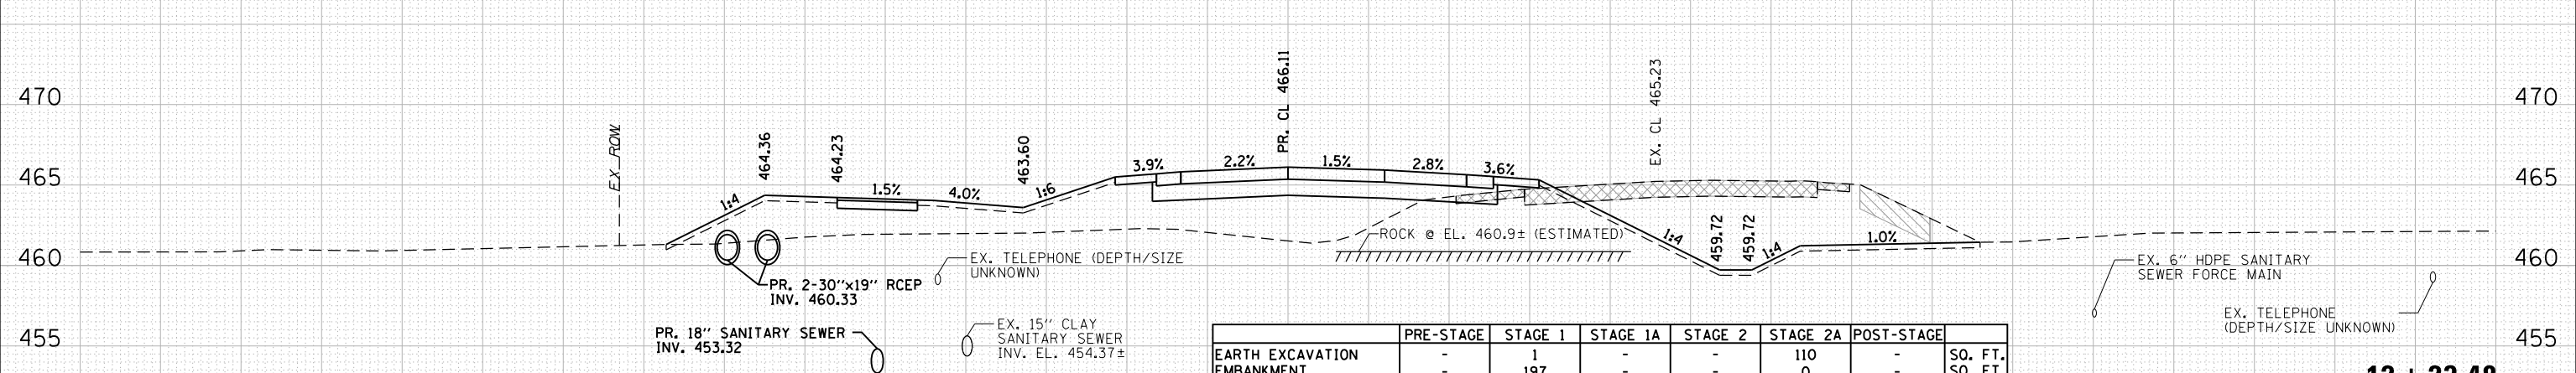 470
470
465
465
460
460
455
455
EX ROW
464.36
464.23
463.60
PR. CL 466.11
EX. CL 465.23
1:4
1.5%
4.0%
1:6
3.9%
2.2%
1.5%
2.8%
3.6%
1:4
459.72
459.72
1:4
1.0%
ROCK @ EL. 460.9± (ESTIMATED)
EX. TELEPHONE (DEPTH/SIZE
UNKNOWN)
PR. 2-30"x19" RCEP
INV. 460.33
PR. 18" SANITARY SEWER
INV. 453.32
EX. 15" CLAY
SANITARY SEWER
INV. EL. 454.37±
EX. 6" HDPE SANITARY
SEWER FORCE MAIN
EX. TELEPHONE
(DEPTH/SIZE UNKNOWN)
PRE-STAGE STAGE 1 STAGE 1A STAGE 2 STAGE 2A POST-STAGE
EARTH EXCAVATION - 1 - - 110 - SQ. FT.
EMBANKMENT - 197 - - 0 - SQ. FT.